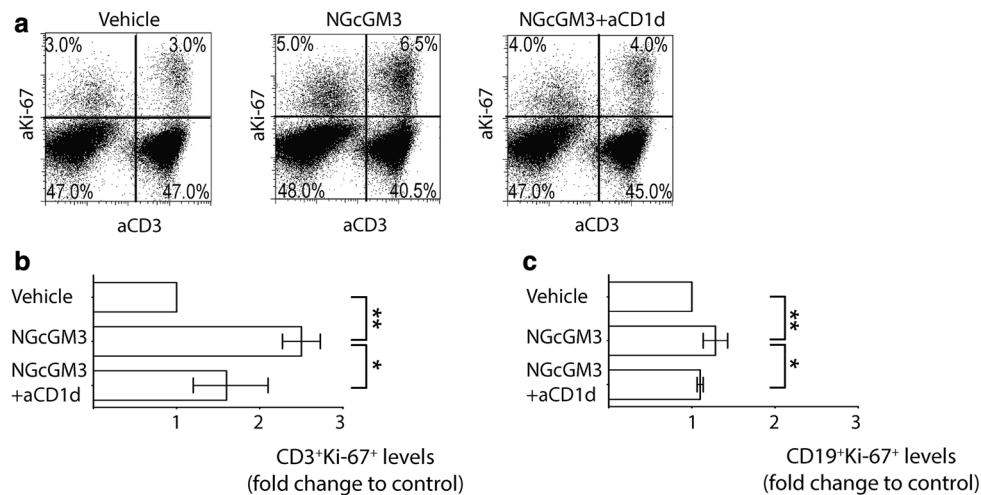 a
Vehicle
NGcGM3
NGcGM3+aCD1d
aKi-67
3.0%
3.0%
47.0%
47.0%
aCD3
aKi-67
5.0%
6.5%
48.0%
40.5%
aCD3
aKi-67
4.0%
4.0%
47.0%
45.0%
aCD3
b
Vehicle
NGcGM3
NGcGM3
+aCD1d
**
*
1 2 3
CD3⁺Ki-67⁺ levels
(fold change to control)
c
Vehicle
NGcGM3
NGcGM3
+aCD1d
**
*
1 2 3
CD19⁺Ki-67⁺ levels
(fold change to control)